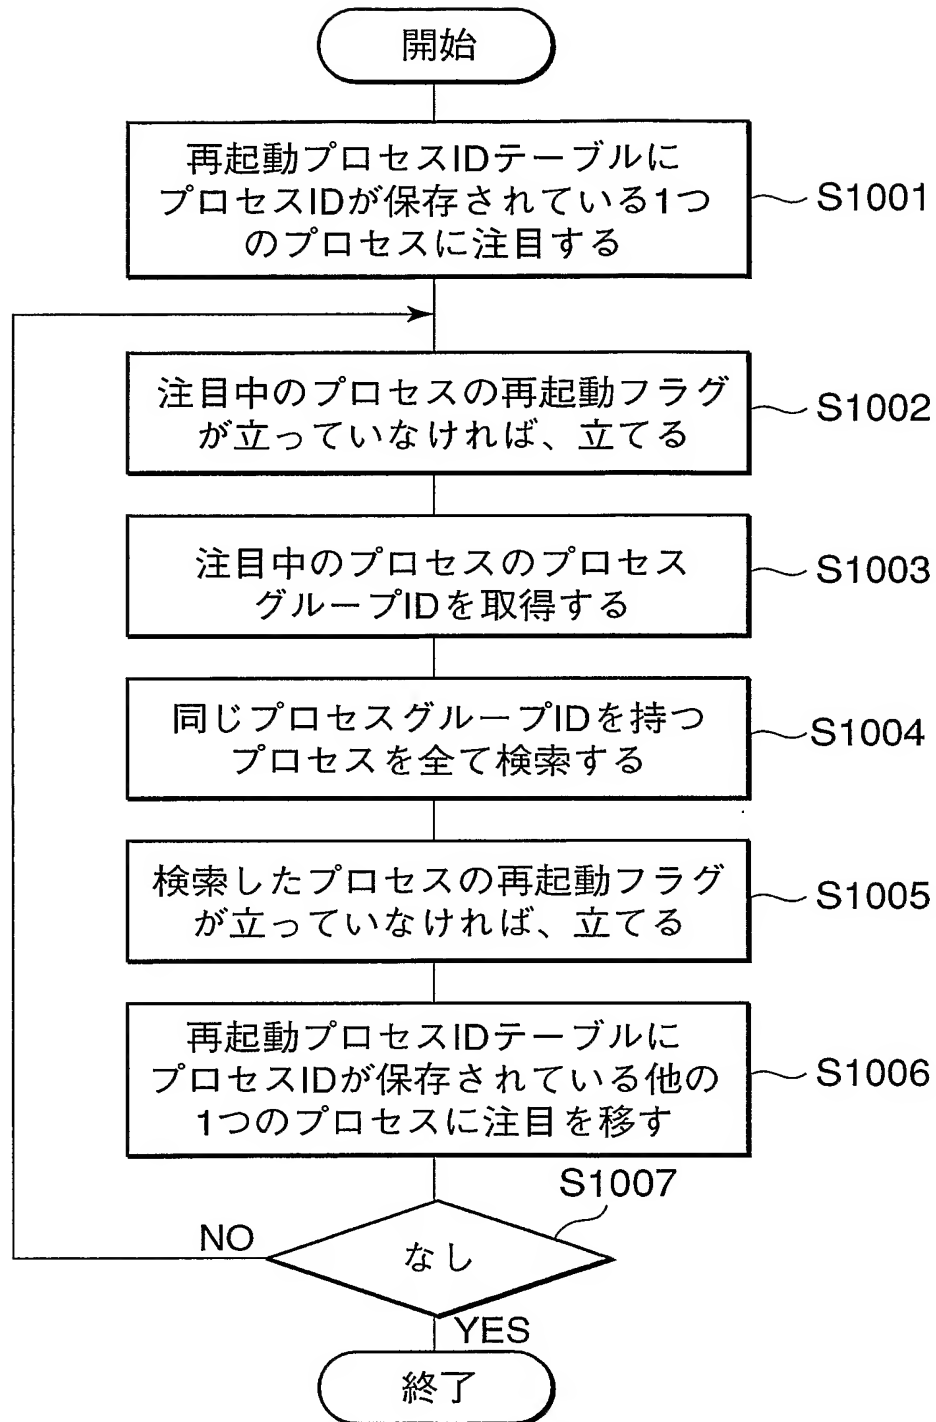 開始
再起動プロセスIDテーブルに
プロセスIDが保存されている1つ
のプロセスに注目する
S1001
注目中のプロセスの再起動フラグ
が立っていなければ、立てる
S1002
注目中のプロセスのプロセス
グループIDを取得する
S1003
同じプロセスグループIDを持つ
プロセスを全て検索する
S1004
検索したプロセスの再起動フラグ
が立っていなければ、立てる
S1005
再起動プロセスIDテーブルに
プロセスIDが保存されている他の
1つのプロセスに注目を移す
S1006
S1007
NO
なし
YES
終了